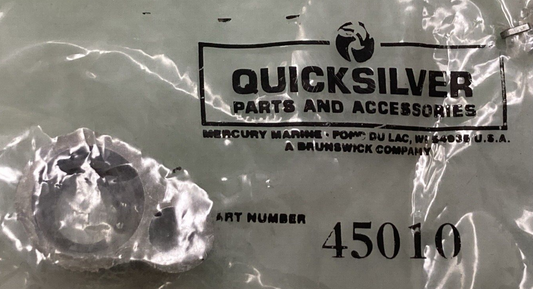 QUICKSILVER
PARTS AND ACCESSORIES
MERCURY MARINE • FOND DU LAC, WI 54935 U.S.A.
A BRUNSWICK COMPANY
ART NUMBER
45010